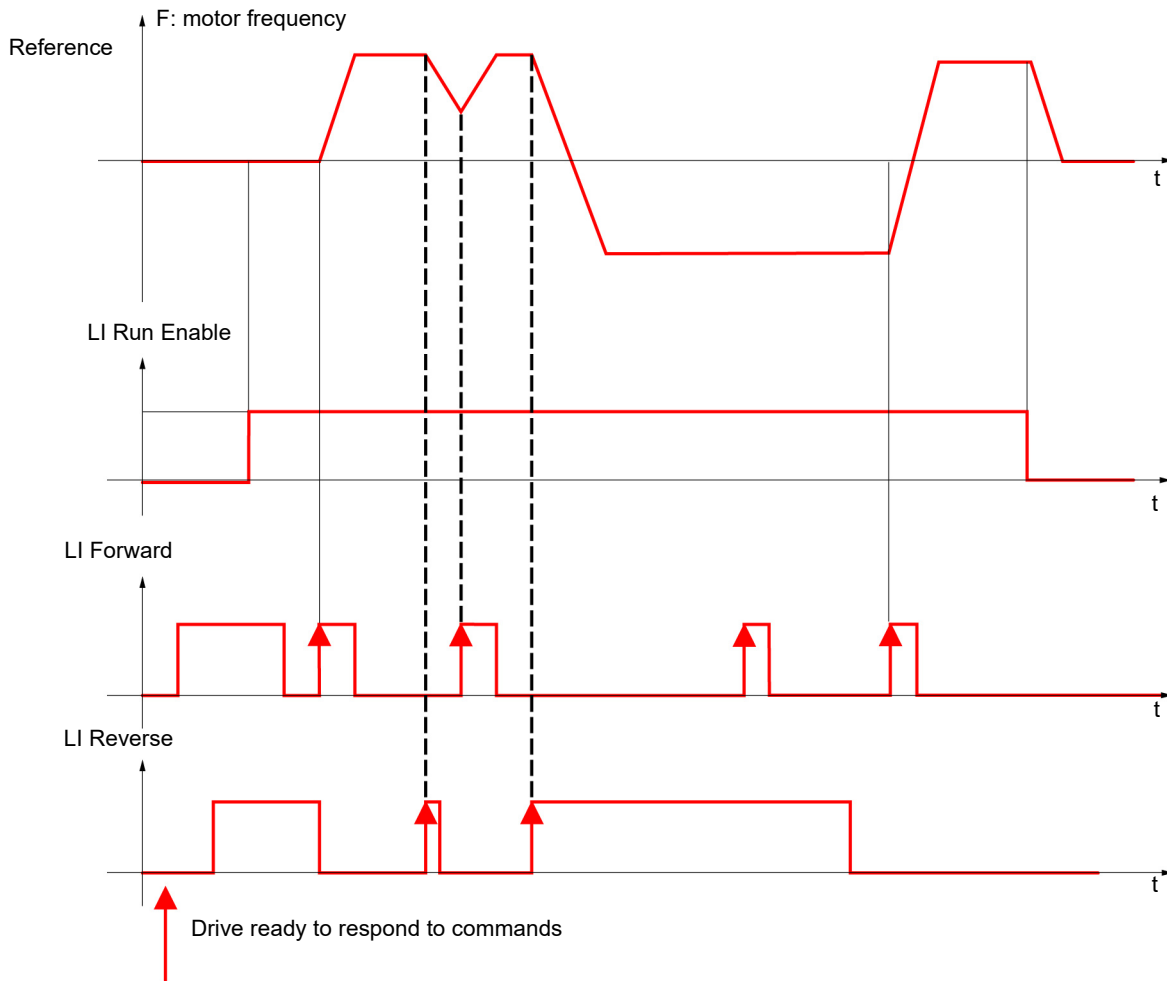 F: motor frequency
Reference
t
LI Run Enable
t
LI Forward
t
LI Reverse
t
Drive ready to respond to commands